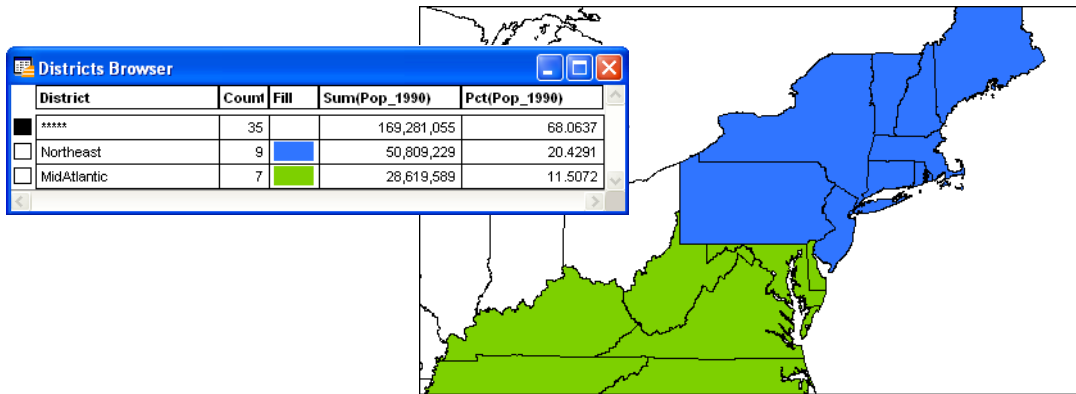 Districts Browser
District Count Fill Sum(Pop_1990) Pct(Pop_1990)
***** 35 169,281,055 68.0637
Northeast 9 50,809,229 20.4291
MidAtlantic 7 28,619,589 11.5072